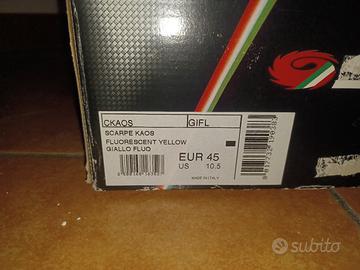 CKAOS GIFL
SCARPE KAOS
FLUORESCENT YELLOW
GIALLO FLUO
EUR 45
US 10.5
MADE IN ITALY
subito